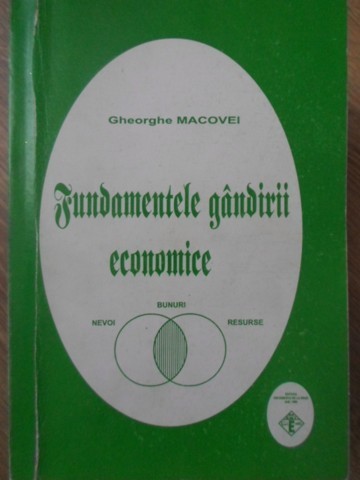 Gheorghe MACOVEI
Fundamentele gândirii
economice
BUNURI
NEVOI
RESURSE